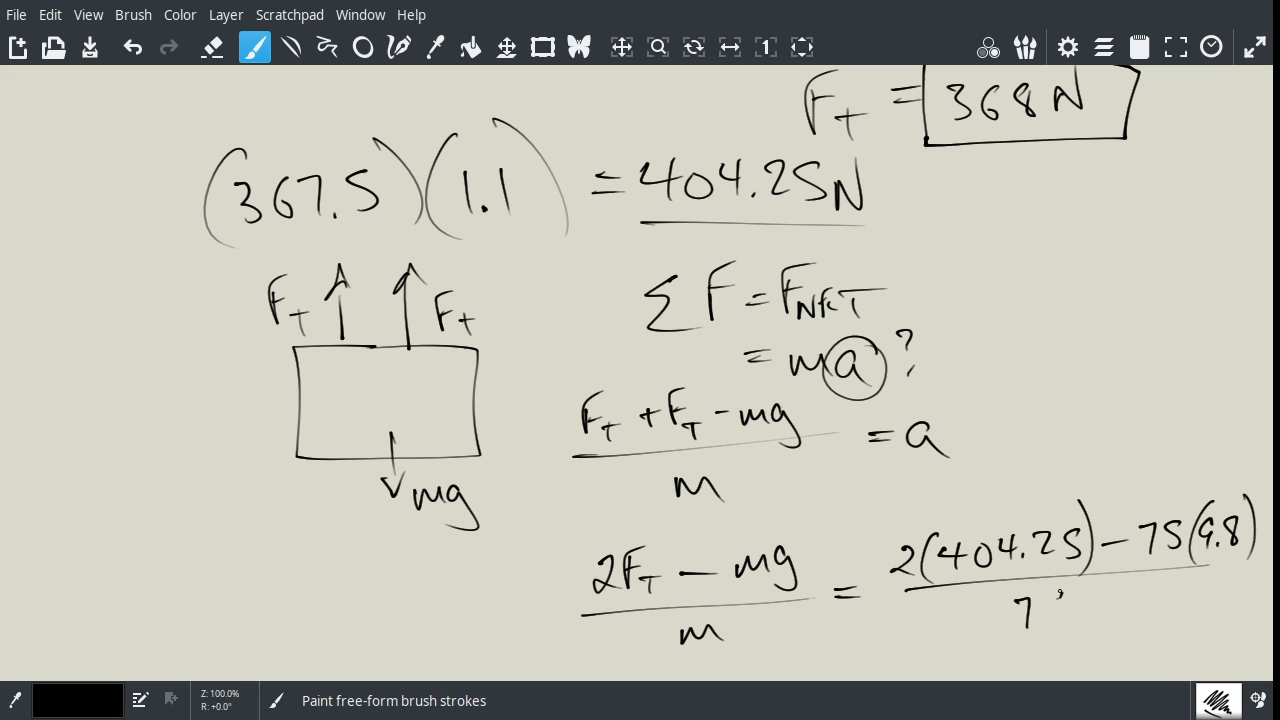 File Edit View Brush Color Layer Scratchpad Window Help
1
F_T = 368 N
(367.5)(1.1) = 404.25N
F_T F_T
ΣF = F_NET
= ma ?
F_T + F_T - mg = a
m
mg
2F_T - mg = 2(404.25) - 75(9.8)
m 7
Z: 100.0%
R: +0.0°
Paint free-form brush strokes